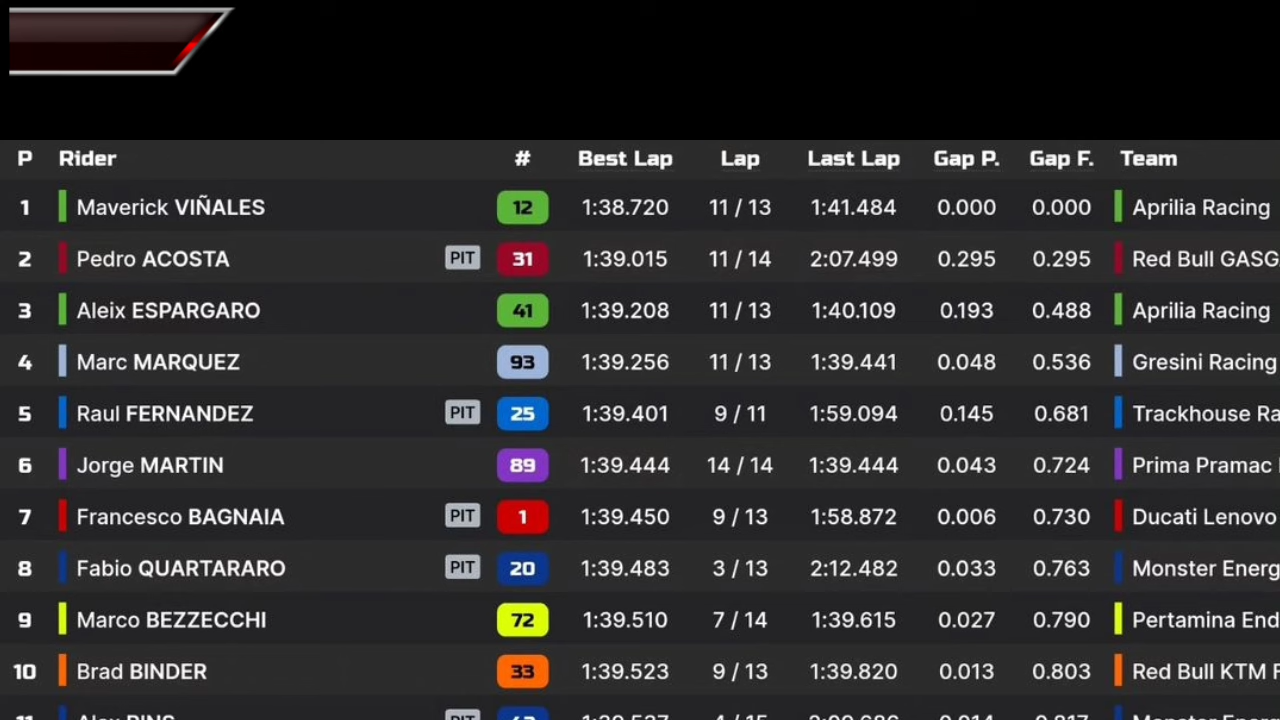 P Rider # Best Lap Lap Last Lap Gap P. Gap F. Team
1 Maverick VIÑALES 12 1:38.720 11 / 13 1:41.484 0.000 0.000 Aprilia Racing
2 Pedro ACOSTA PIT 31 1:39.015 11 / 14 2:07.499 0.295 0.295 Red Bull GASG
3 Aleix ESPARGARO 41 1:39.208 11 / 13 1:40.109 0.193 0.488 Aprilia Racing
4 Marc MARQUEZ 93 1:39.256 11 / 13 1:39.441 0.048 0.536 Gresini Racing
5 Raul FERNANDEZ PIT 25 1:39.401 9 / 11 1:59.094 0.145 0.681 Trackhouse Ra
6 Jorge MARTIN 89 1:39.444 14 / 14 1:39.444 0.043 0.724 Prima Pramac
7 Francesco BAGNAIA PIT 1 1:39.450 9 / 13 1:58.872 0.006 0.730 Ducati Lenovo
8 Fabio QUARTARARO PIT 20 1:39.483 3 / 13 2:12.482 0.033 0.763 Monster Energ
9 Marco BEZZECCHI 72 1:39.510 7 / 14 1:39.615 0.027 0.790 Pertamina End
10 Brad BINDER 33 1:39.523 9 / 13 1:39.820 0.013 0.803 Red Bull KTM F
11 Alex RINS PIT 42 1:39.537 4 / 15